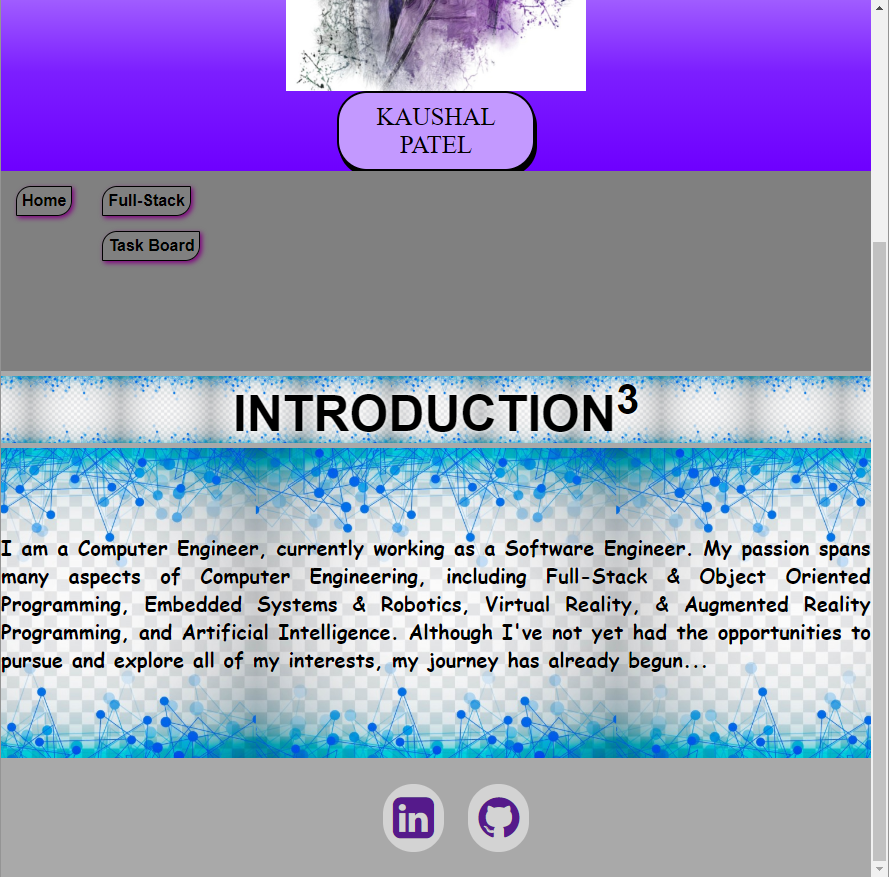 KAUSHAL
PATEL
Home
Full-Stack
Task Board
INTRODUCTION3
I am a Computer Engineer, currently working as a Software Engineer. My passion spans
many aspects of Computer Engineering, including Full-Stack & Object Oriented
Programming, Embedded Systems & Robotics, Virtual Reality, & Augmented Reality
Programming, and Artificial Intelligence. Although I've not yet had the opportunities to
pursue and explore all of my interests, my journey has already begun...
in